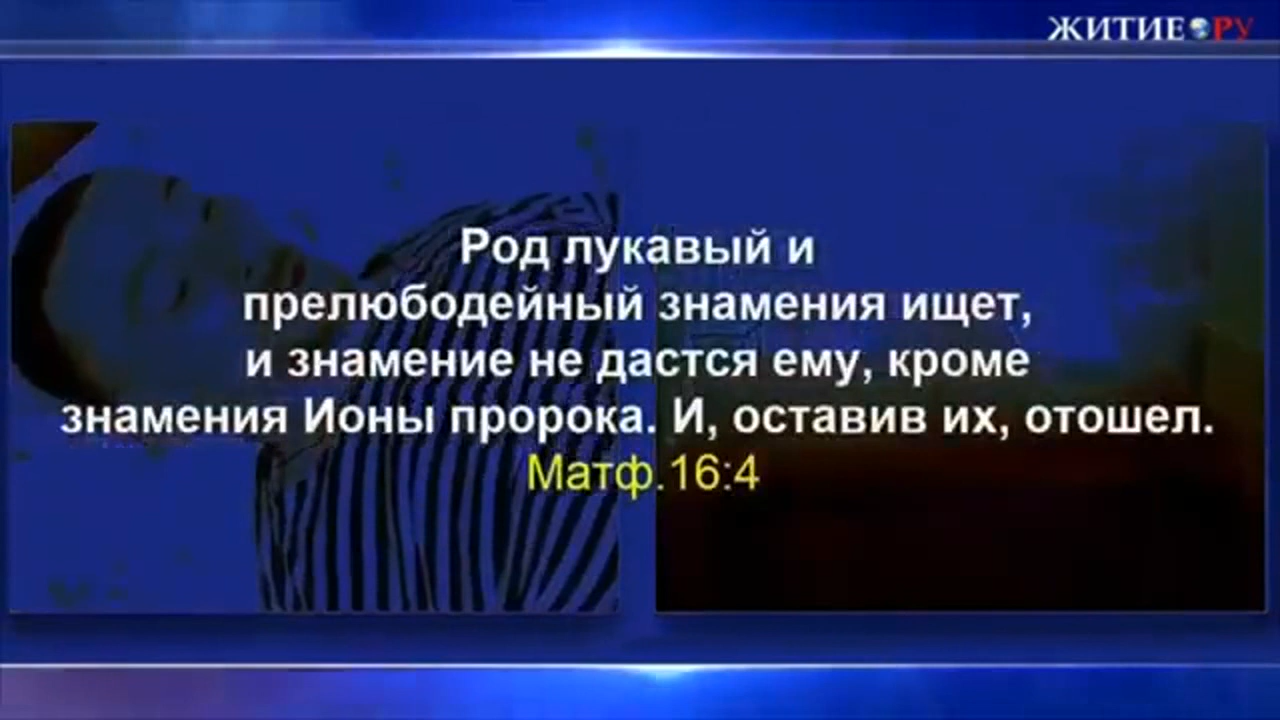 ЖИТИЕ РУ
Род лукавый и
прелюбодейный знамения ищет,
и знамение не дастся ему, кроме
знамения Ионы пророка. И, оставив их, отошел.
Матф.16:4